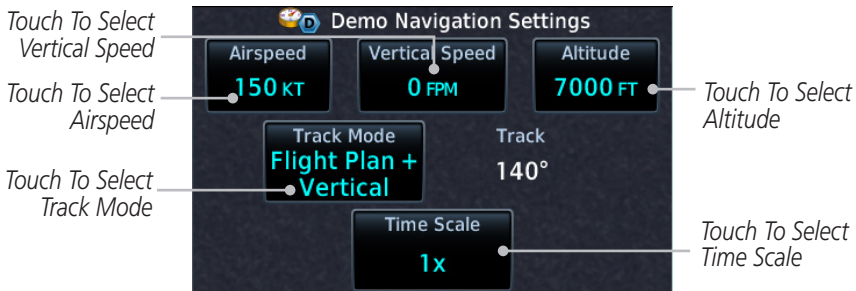 Touch To Select
Vertical Speed
D Demo Navigation Settings
Airspeed
150 KT
Vertical Speed
0 FPM
Altitude
7000 FT
Touch To Select
Airspeed
Touch To Select
Altitude
Track Mode
Flight Plan +
Vertical
Track
140°
Touch To Select
Track Mode
Time Scale
1x
Touch To Select
Time Scale